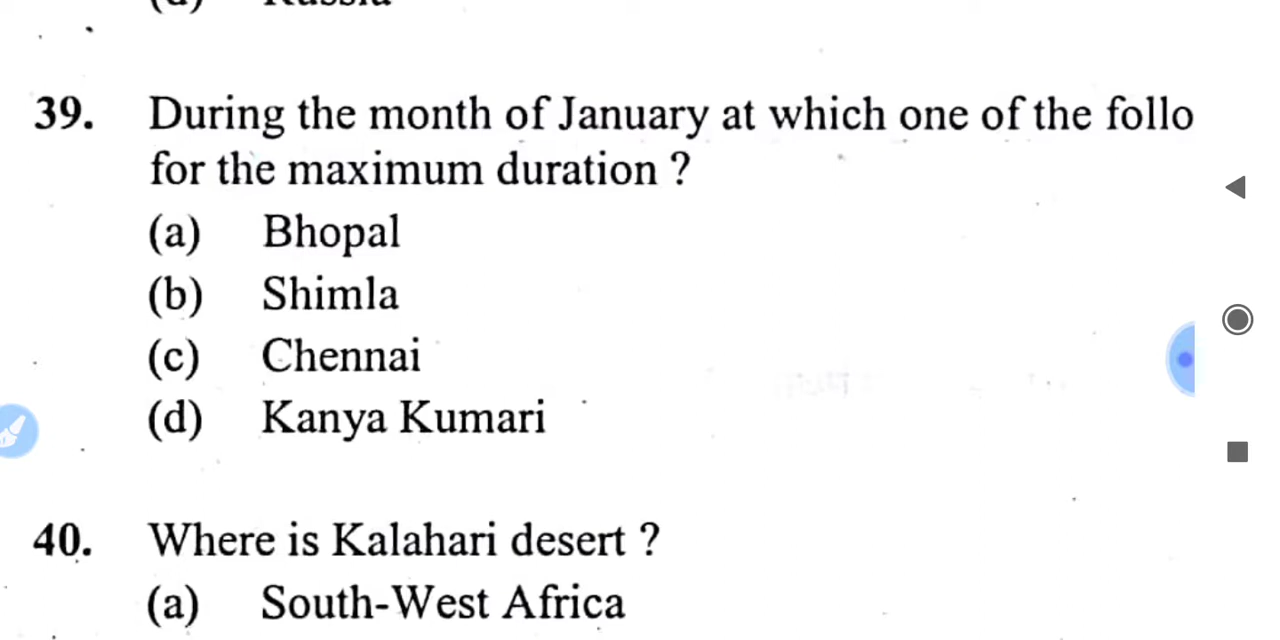 39. During the month of January at which one of the follo
for the maximum duration ?
(a) Bhopal
(b) Shimla
(c) Chennai
(d) Kanya Kumari
40. Where is Kalahari desert ?
(a) South-West Africa